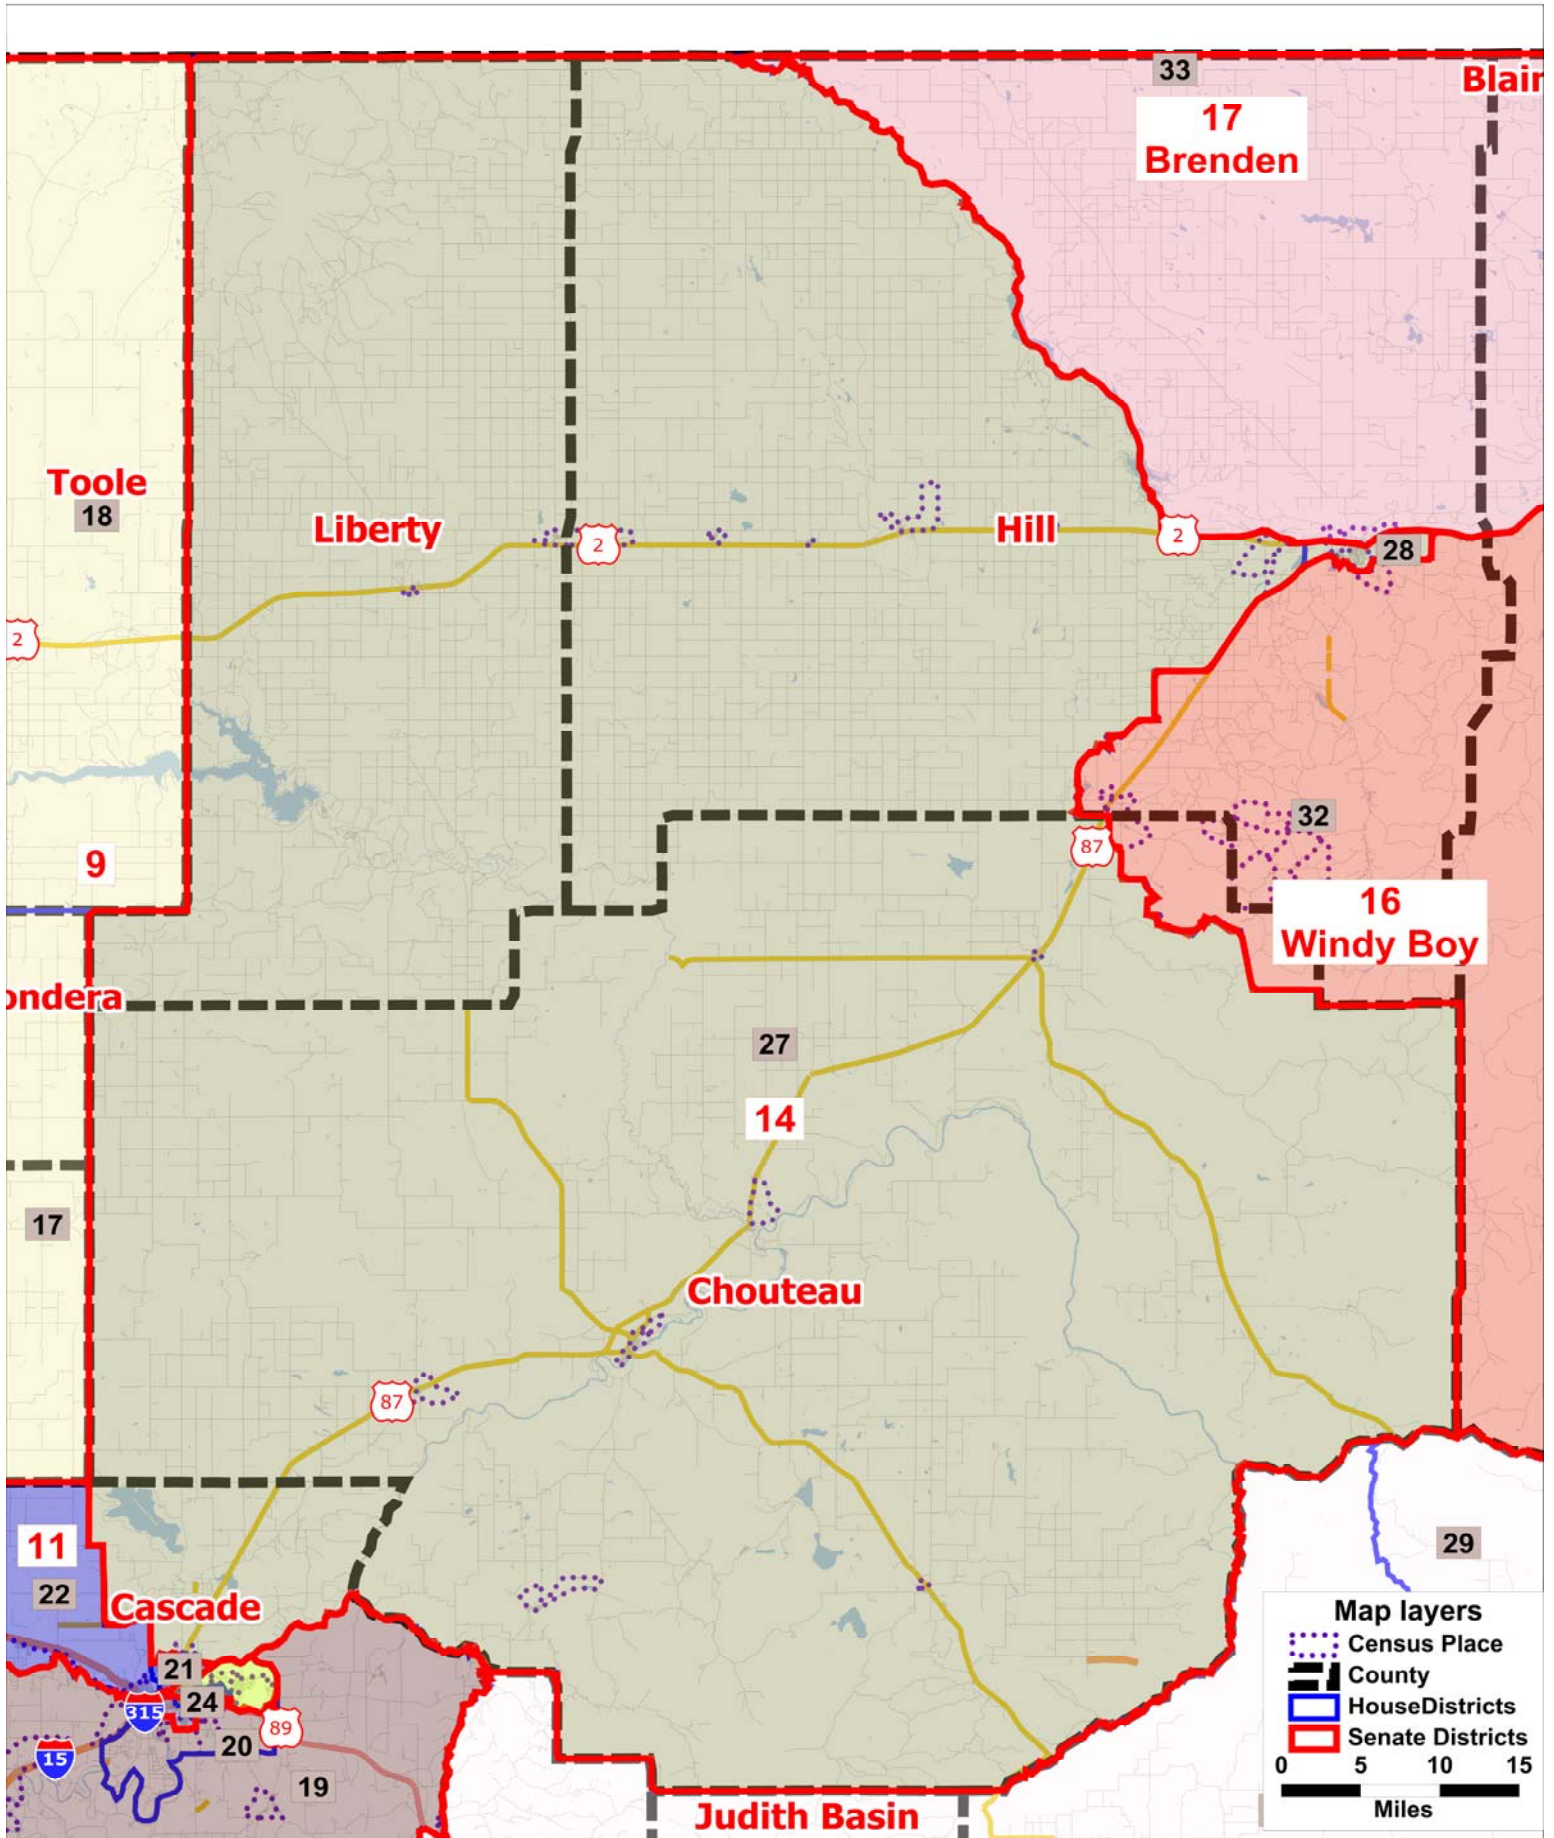 33
Blair
17
Brenden
Toole
18
Liberty
2
Hill
2
28
2
32
87
9
16
Windy Boy
ondera
27
14
17
Chouteau
87
11
29
22
Cascade
21
24
315
89
20
15
19
Judith Basin
Map layers
Census Place
County
HouseDistricts
Senate Districts
0 5 10 15
Miles